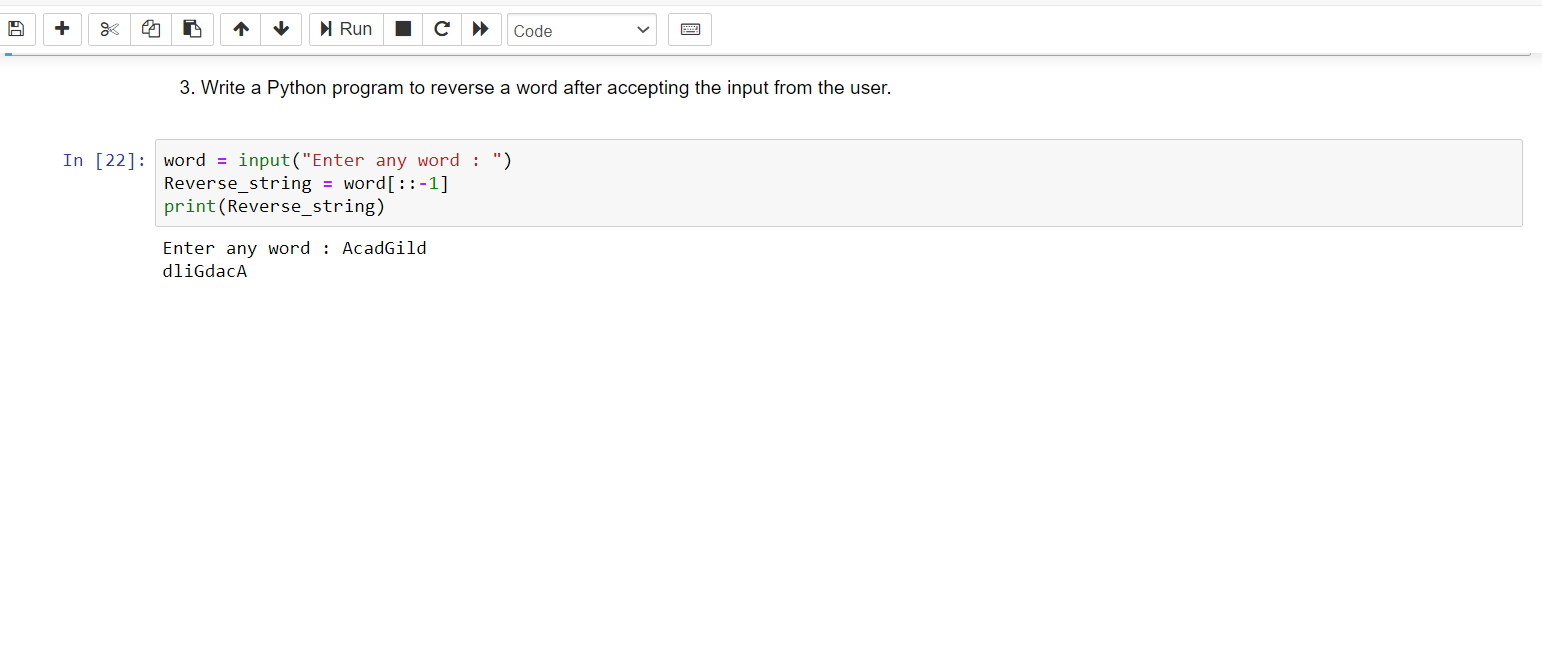 Run
Code
3. Write a Python program to reverse a word after accepting the input from the user.
In [22]: word = input("Enter any word : ")
Reverse_string = word[::-1]
print(Reverse_string)
Enter any word : AcadGild
dliGdacA